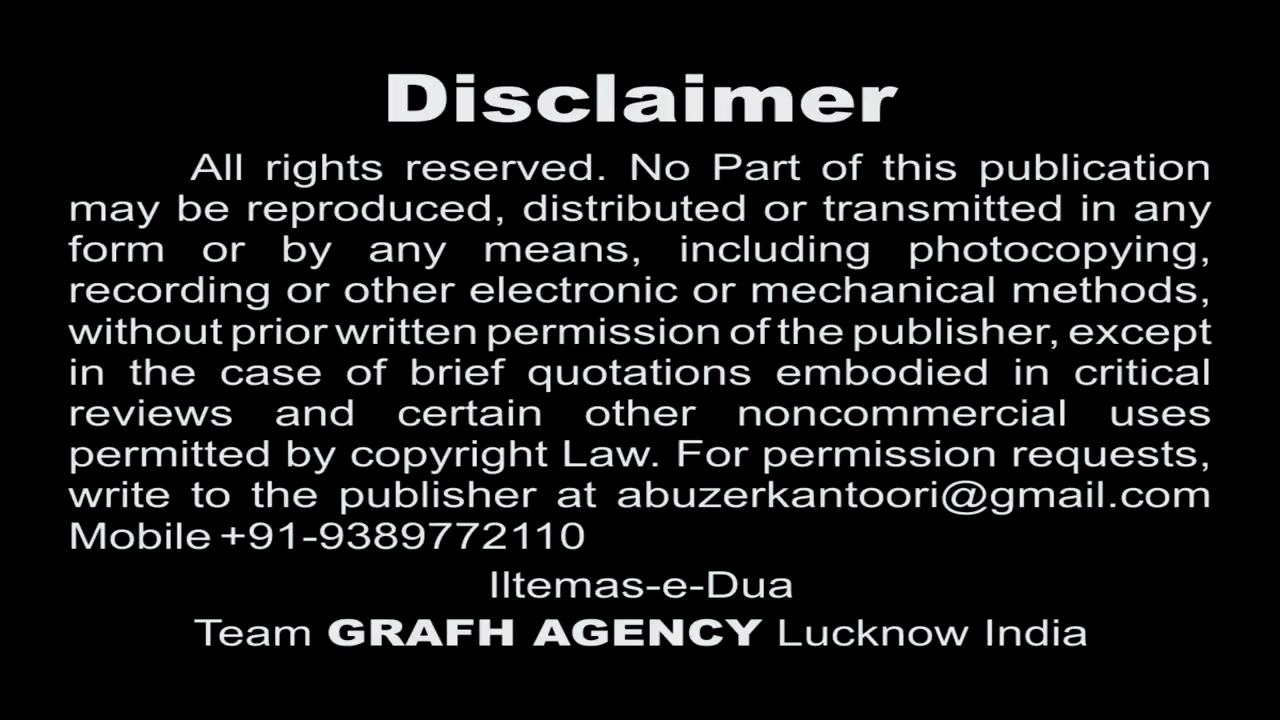 Disclaimer
All rights reserved. No Part of this publication
may be reproduced, distributed or transmitted in any
form or by any means, including photocopying,
recording or other electronic or mechanical methods,
without prior written permission of the publisher, except
in the case of brief quotations embodied in critical
reviews and certain other noncommercial uses
permitted by copyright Law. For permission requests,
write to the publisher at abuzerkantoori@gmail.com
Mobile +91-9389772110
Iltemas-e-Dua
Team GRAFH AGENCY Lucknow India